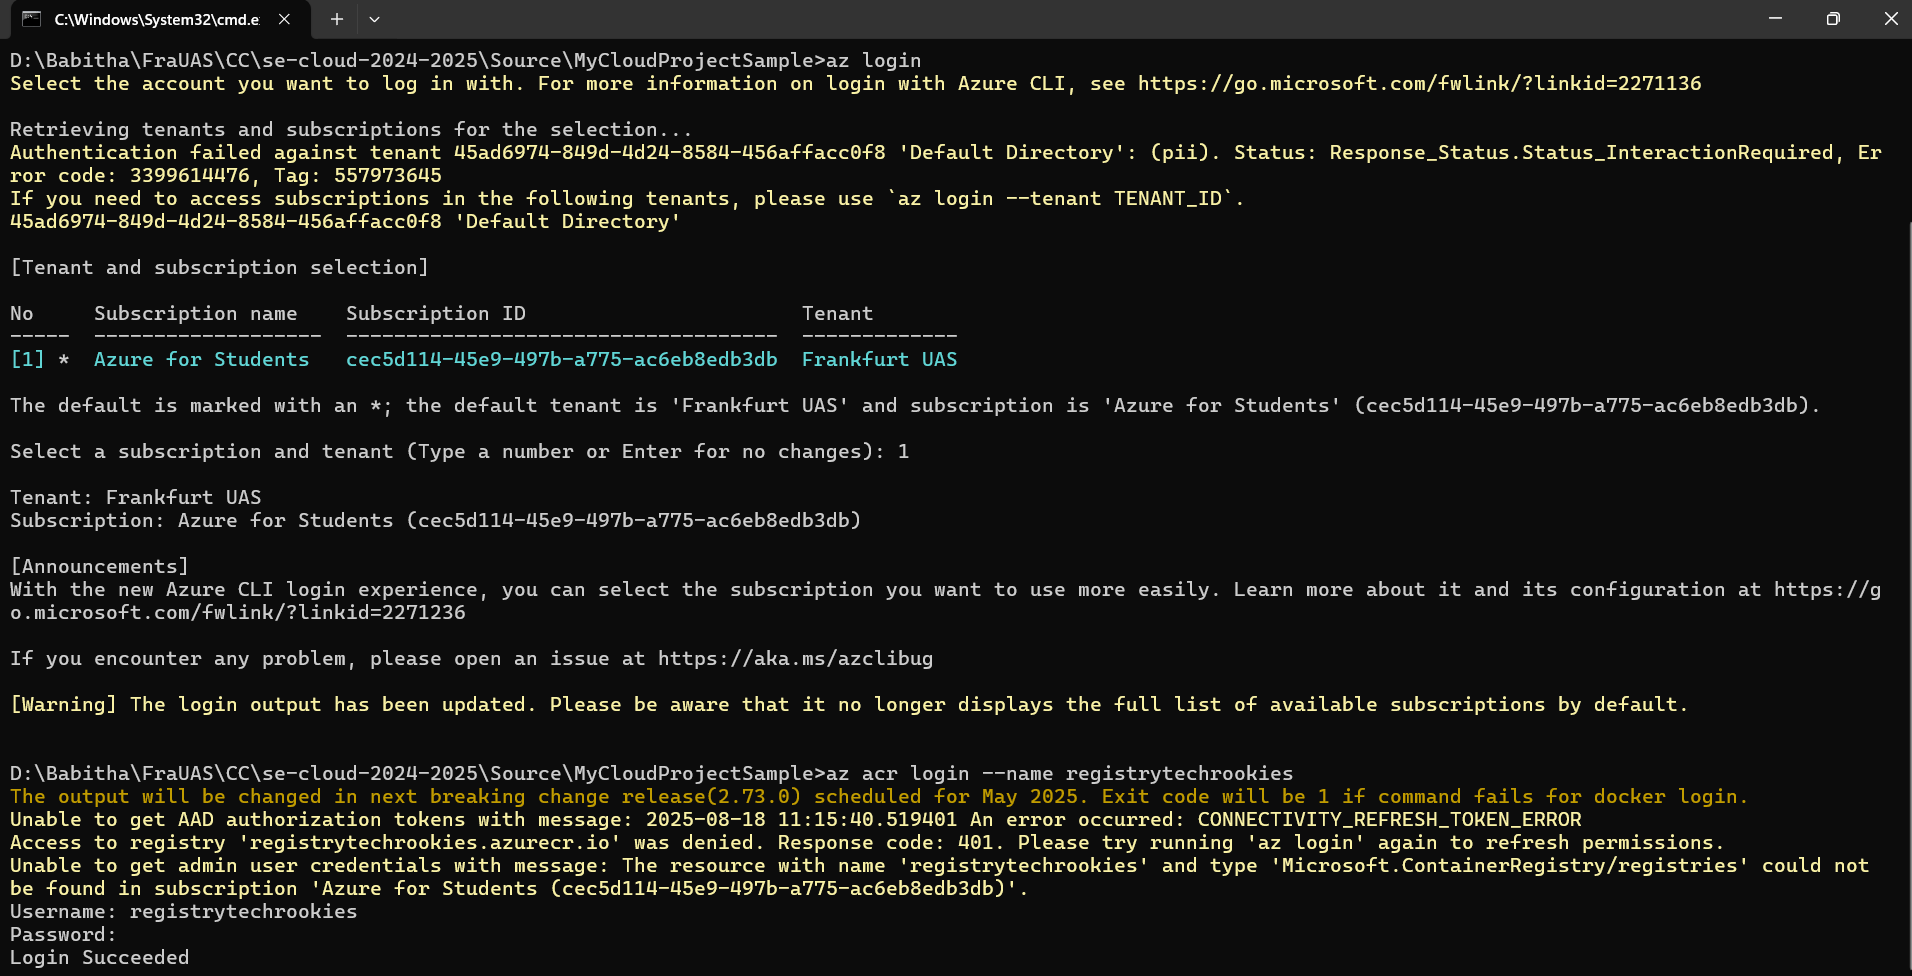 C:\Windows\System32\cmd.e
D:\Babitha\FraUAS\CC\se-cloud-2024-2025\Source\MyCloudProjectSample>az login
Select the account you want to log in with. For more information on login with Azure CLI, see https://go.microsoft.com/fwlink/?linkid=2271136
Retrieving tenants and subscriptions for the selection...
Authentication failed against tenant 45ad6974-849d-4d24-8584-456affacc0f8 'Default Directory': (pii). Status: Response_Status.Status_InteractionRequired, Er
ror code: 3399614476, Tag: 557973645
If you need to access subscriptions in the following tenants, please use `az login --tenant TENANT_ID`.
45ad6974-849d-4d24-8584-456affacc0f8 'Default Directory'
[Tenant and subscription selection]
No     Subscription name    Subscription ID                       Tenant
-----  -------------------  ------------------------------------  -------------
[1] *  Azure for Students   cec5d114-45e9-497b-a775-ac6eb8edb3db  Frankfurt UAS
The default is marked with an *; the default tenant is 'Frankfurt UAS' and subscription is 'Azure for Students' (cec5d114-45e9-497b-a775-ac6eb8edb3db).
Select a subscription and tenant (Type a number or Enter for no changes): 1
Tenant: Frankfurt UAS
Subscription: Azure for Students (cec5d114-45e9-497b-a775-ac6eb8edb3db)
[Announcements]
With the new Azure CLI login experience, you can select the subscription you want to use more easily. Learn more about it and its configuration at https://g
o.microsoft.com/fwlink/?linkid=2271236
If you encounter any problem, please open an issue at https://aka.ms/azclibug
[Warning] The login output has been updated. Please be aware that it no longer displays the full list of available subscriptions by default.
D:\Babitha\FraUAS\CC\se-cloud-2024-2025\Source\MyCloudProjectSample>az acr login --name registrytechrookies
The output will be changed in next breaking change release(2.73.0) scheduled for May 2025. Exit code will be 1 if command fails for docker login.
Unable to get AAD authorization tokens with message: 2025-08-18 11:15:40.519401 An error occurred: CONNECTIVITY_REFRESH_TOKEN_ERROR
Access to registry 'registrytechrookies.azurecr.io' was denied. Response code: 401. Please try running 'az login' again to refresh permissions.
Unable to get admin user credentials with message: The resource with name 'registrytechrookies' and type 'Microsoft.ContainerRegistry/registries' could not
be found in subscription 'Azure for Students (cec5d114-45e9-497b-a775-ac6eb8edb3db)'.
Username: registrytechrookies
Password:
Login Succeeded